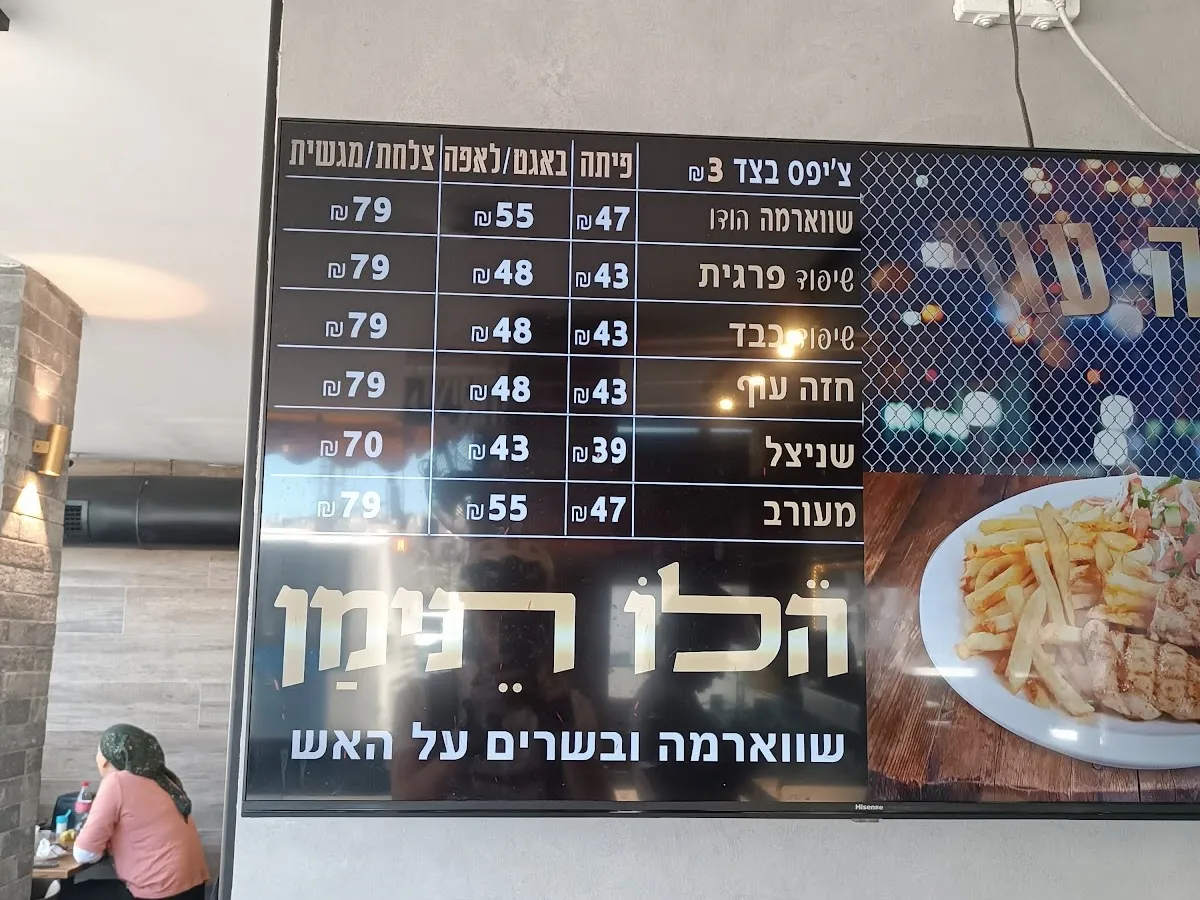 צ'יפס בצד 3₪ פיתה באגט/לאפה צלחת/מגשית
שווארמה הודו 47₪ 55₪ 79₪
שיפוד פרגית 43₪ 48₪ 79₪
שיפוד כבד 43₪ 48₪ 79₪
חזה עוף 43₪ 48₪ 79₪
שניצל 39₪ 43₪ 70₪
מעורב 47₪ 55₪ 79₪
שווארמה ובשרים על האש
Hisense